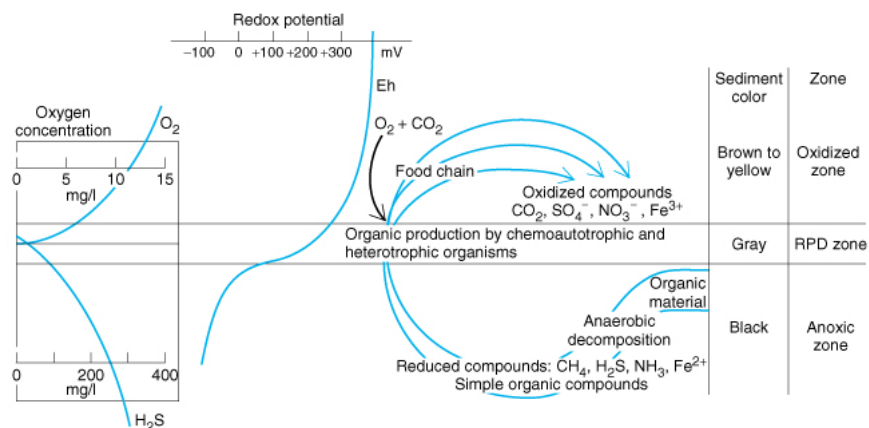 Redox potential
−100 0 +100 +200 +300 mV
Eh
Oxygen
concentration
O₂
0 5 10 15
mg/l
O₂ + CO₂
Food chain
Oxidized compounds
CO₂, SO₄⁻, NO₃⁻, Fe³⁺
Organic production by chemoautotrophic and
heterotrophic organisms
Organic
material
Anaerobic
decomposition
Reduced compounds: CH₄, H₂S, NH₃, Fe²⁺
Simple organic compounds
0 200 400
mg/l
H₂S
Sediment
color
Zone
Brown to
yellow
Oxidized
zone
Gray
RPD zone
Black
Anoxic
zone